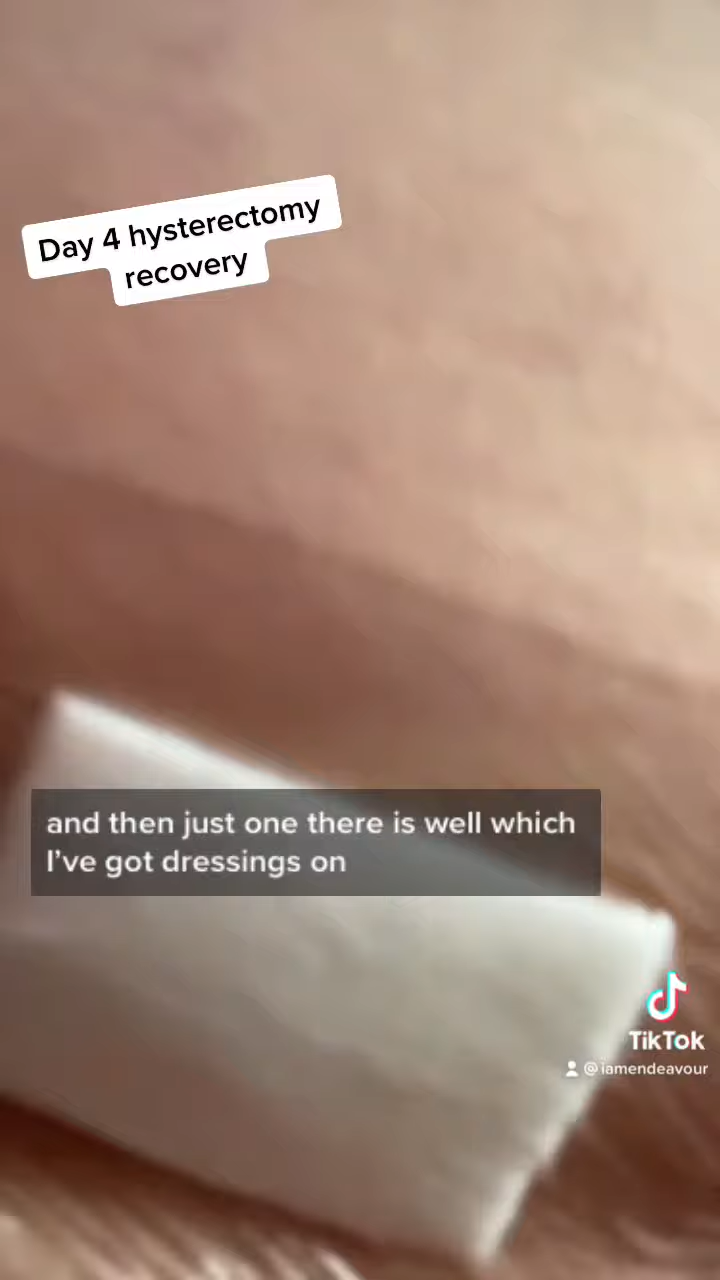 Day 4 hysterectomy
recovery
and then just one there is well which
I've got dressings on
TikTok
@iamendeavour